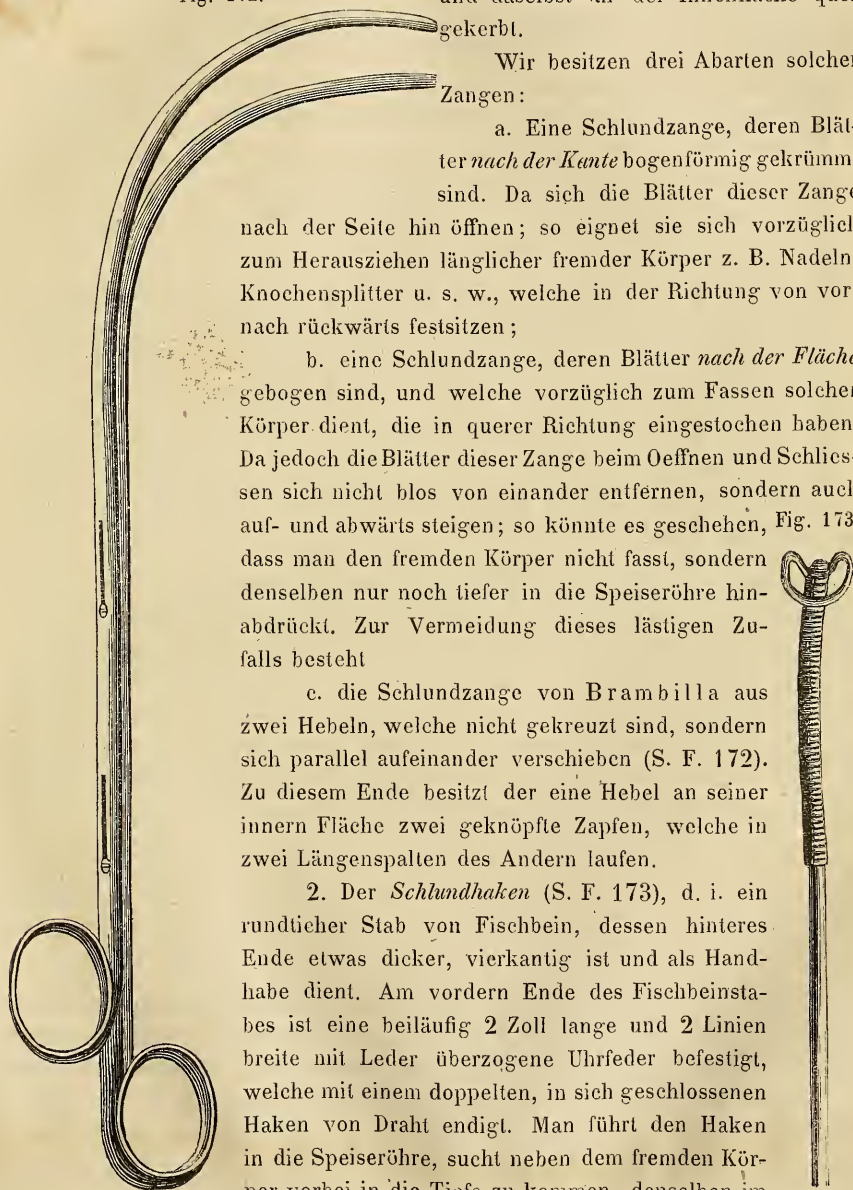 gekerbt.
Wir besitzen drei Abarten solcher
Zangen:
a. Eine Schlundzange, deren Blät-
ter nach der Kante bogenförmig gekrümmt
sind. Da sich die Blätter dieser Zange
nach der Seite hin öffnen; so eignet sie sich vorzüglich
zum Herausziehen länglicher fremder Körper z. B. Nadeln,
Knochensplitter u. s. w., welche in der Richtung von vor-
nach rückwärts festsitzen;
b. eine Schlundzange, deren Blätter nach der Fläche
gebogen sind, und welche vorzüglich zum Fassen solcher
Körper dient, die in querer Richtung eingestochen haben.
Da jedoch die Blätter dieser Zange beim Oeffnen und Schlies-
sen sich nicht blos von einander entfernen, sondern auch
auf- und abwärts steigen; so könnte es geschehen, Fig. 173
dass man den fremden Körper nicht fasst, sondern
denselben nur noch tiefer in die Speiseröhre hin-
abdrückt. Zur Vermeidung dieses lästigen Zu-
falls besteht
c. die Schlundzange von Brambilla aus
zwei Hebeln, welche nicht gekreuzt sind, sondern
sich parallel aufeinander verschieben (S. F. 172).
Zu diesem Ende besitzt der eine Hebel an seiner
innern Fläche zwei geknöpfte Zapfen, welche in
zwei Längenspalten des Andern laufen.
2. Der Schlundhaken (S. F. 173), d. i. ein
rundlicher Stab von Fischbein, dessen hinteres
Ende etwas dicker, vierkantig ist und als Hand-
habe dient. Am vordern Ende des Fischbeinsta-
bes ist eine beiläufig 2 Zoll lange und 2 Linien
breite mit Leder überzogene Uhrfeder befestigt,
welche mit einem doppelten, in sich geschlossenen
Haken von Draht endigt. Man führt den Haken
in die Speiseröhre, sucht neben dem fremden Kör-
per vorbei in die Tiefe zu kommen, denselben im